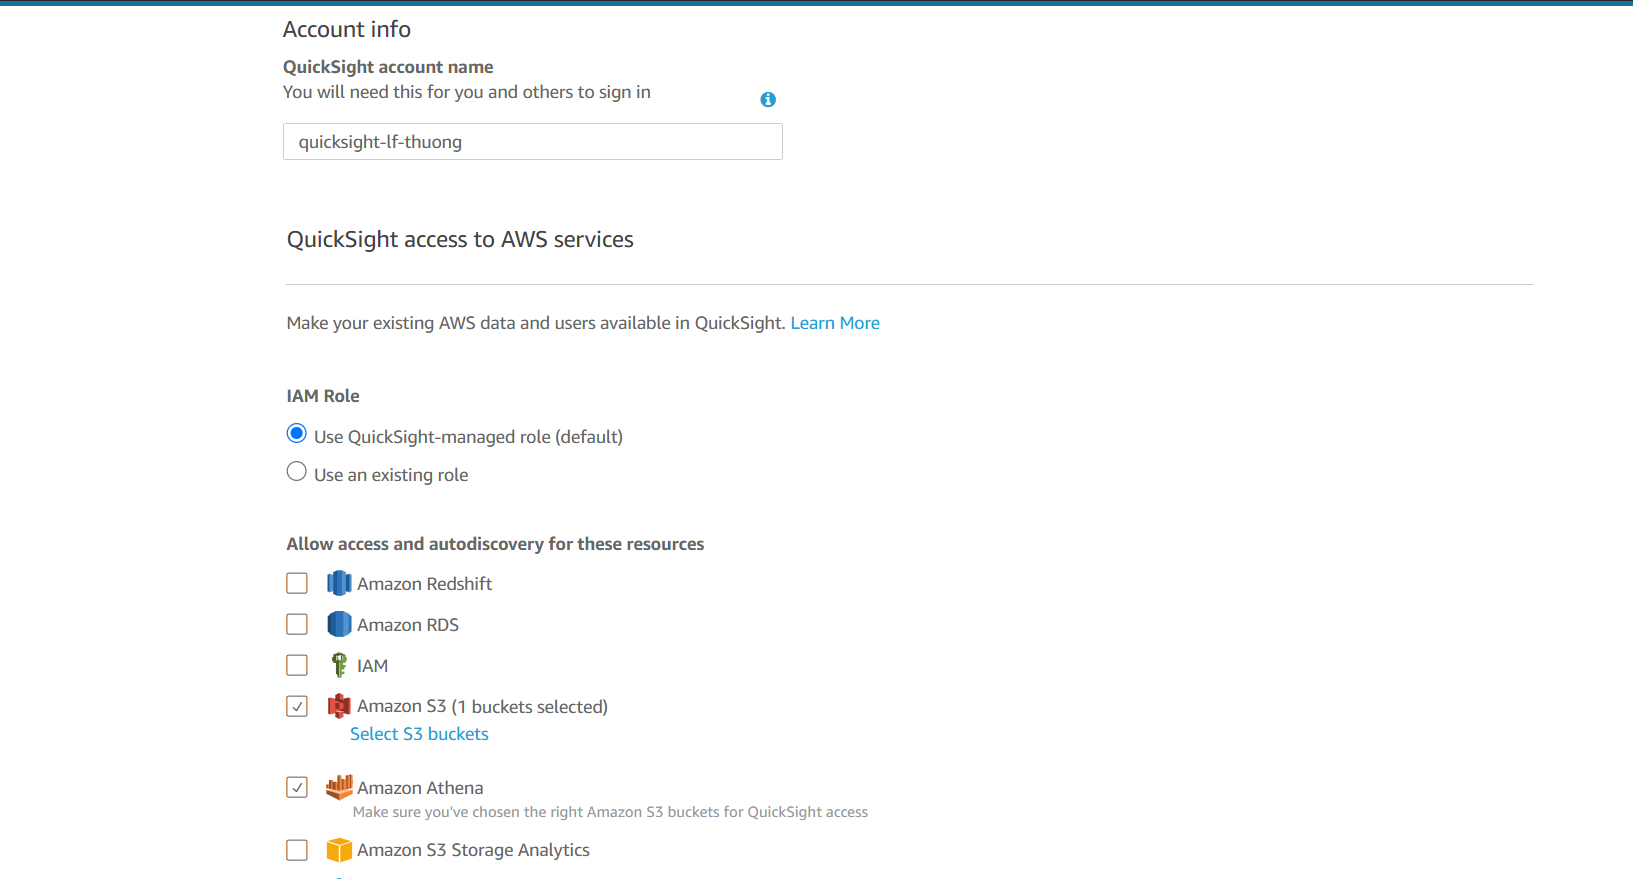 Account info
QuickSight account name
You will need this for you and others to sign in
quicksight-lf-thuong
QuickSight access to AWS services
Make your existing AWS data and users available in QuickSight. Learn More
IAM Role
Use QuickSight-managed role (default)
Use an existing role
Allow access and autodiscovery for these resources
Amazon Redshift
Amazon RDS
IAM
Amazon S3 (1 buckets selected)
Select S3 buckets
Amazon Athena
Make sure you've chosen the right Amazon S3 buckets for QuickSight access
Amazon S3 Storage Analytics